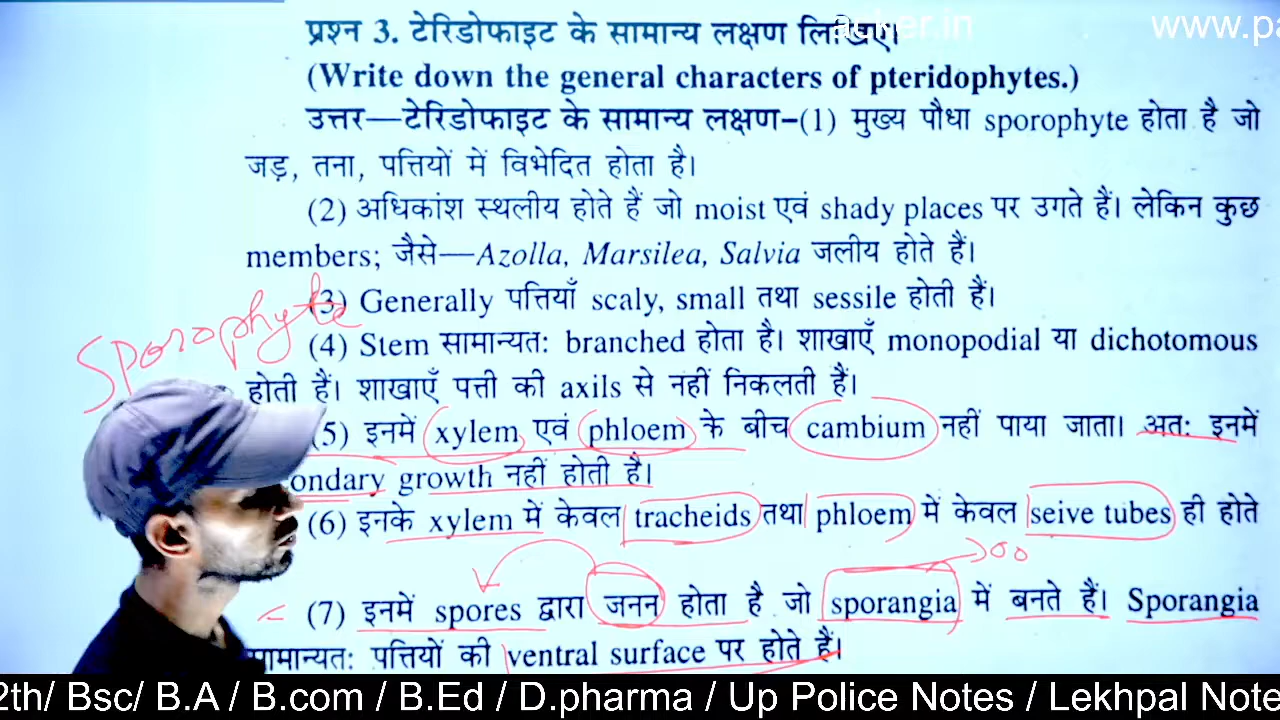 acker.in www.pa
प्रश्न 3. टेरिडोफाइट के सामान्य लक्षण लिखिए।
(Write down the general characters of pteridophytes.)
उत्तर—टेरिडोफाइट के सामान्य लक्षण–(1) मुख्य पौधा sporophyte होता है जो
जड़, तना, पत्तियों में विभेदित होता है।
(2) अधिकांश स्थलीय होते हैं जो moist एवं shady places पर उगते हैं। लेकिन कुछ
members; जैसे—Azolla, Marsilea, Salvia जलीय होते हैं।
(3) Generally पत्तियाँ scaly, small तथा sessile होती हैं।
Sporophyte
(4) Stem सामान्यत: branched होता है। शाखाएँ monopodial या dichotomous
होती हैं। शाखाएँ पत्ती की axils से नहीं निकलती हैं।
(5) इनमें xylem एवं phloem के बीच cambium नहीं पाया जाता। अत: इनमें
ondary growth नहीं होती है।
(6) इनके xylem में केवल tracheids तथा phloem में केवल seive tubes ही होते
(7) इनमें spores द्वारा जनन होता है जो sporangia में बनते हैं। Sporangia
सामान्यत: पत्तियों की ventral surface पर होते हैं।
2th/ Bsc/ B.A / B.com / B.Ed / D.pharma / Up Police Notes / Lekhpal Note